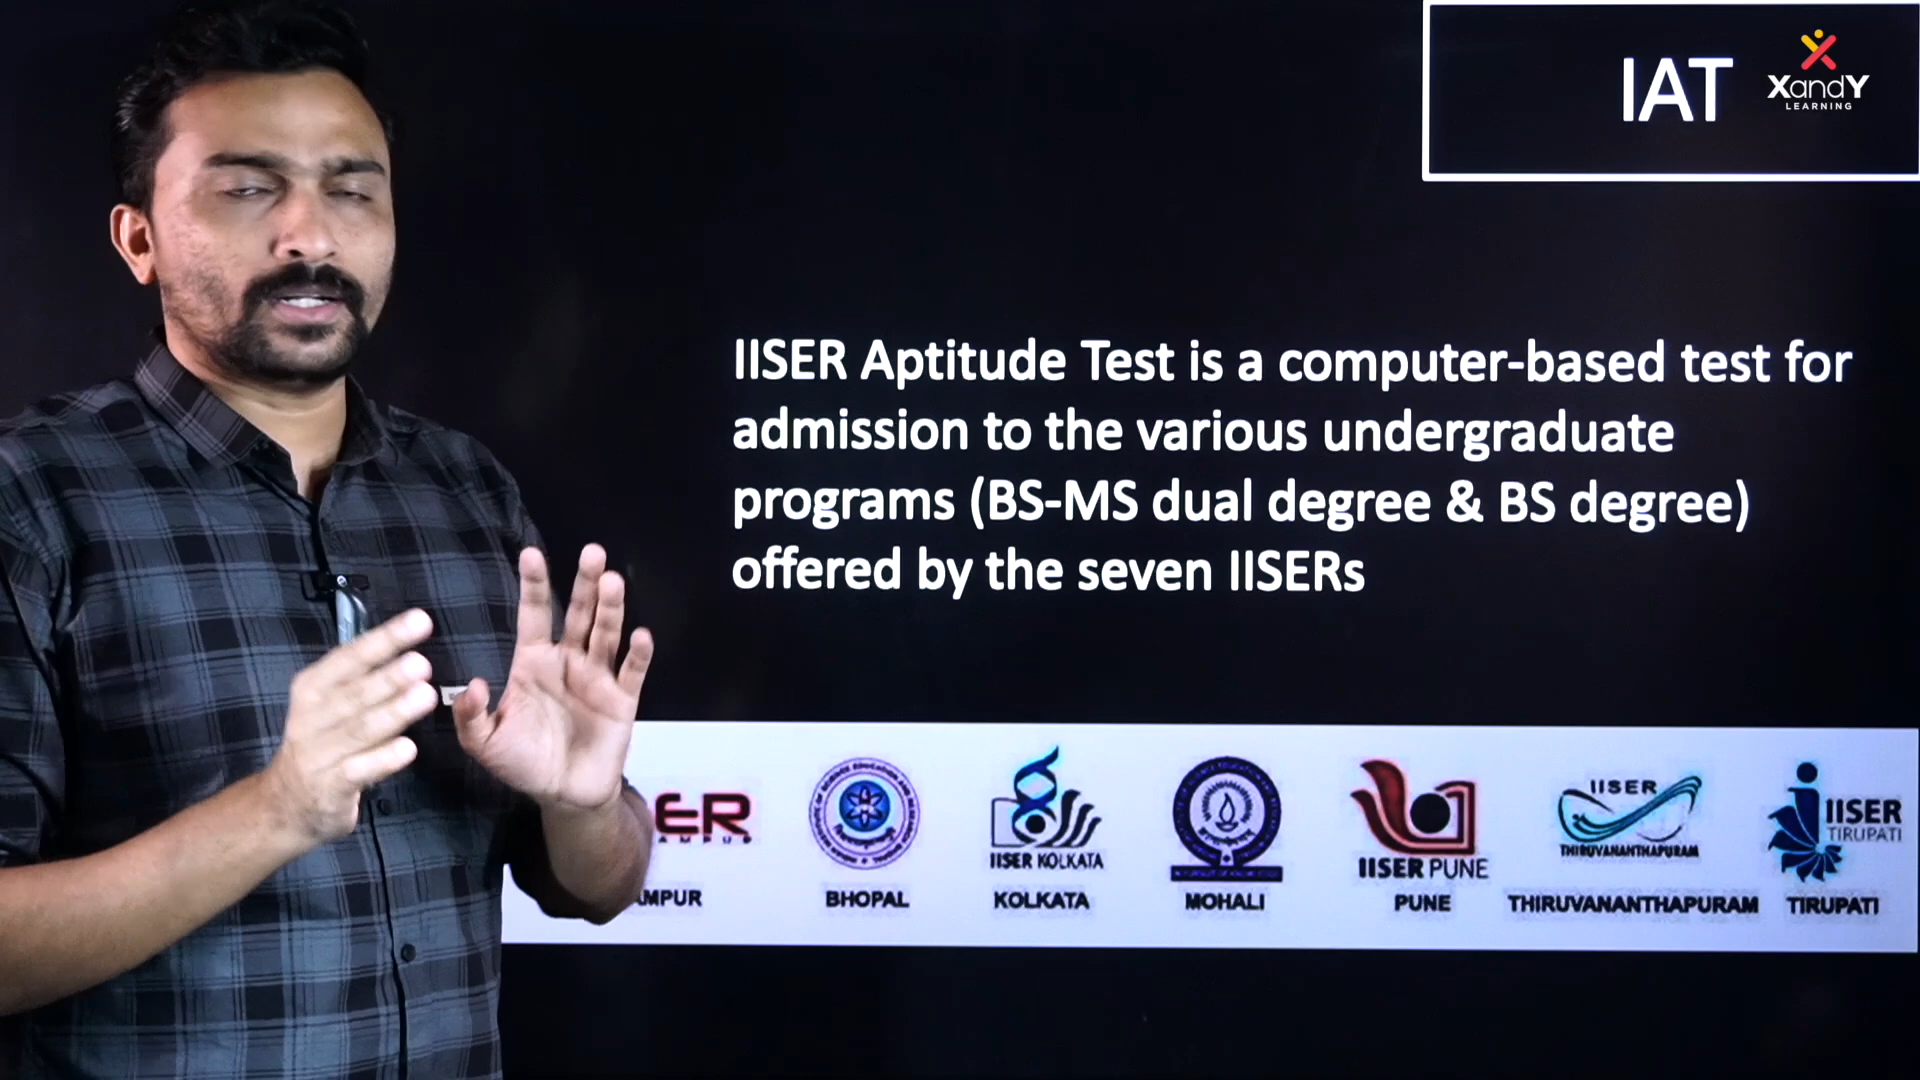 IAT
XandY
LEARNING
IISER Aptitude Test is a computer-based test for
admission to the various undergraduate
programs (BS-MS dual degree & BS degree)
offered by the seven IISERs
IISER KOLKATA
IISER PUNE
IISER
THIRUVANANTHAPURAM
IISER
TIRUPATI
BHOPAL
KOLKATA
MOHALI
PUNE
THIRUVANANTHAPURAM
TIRUPATI